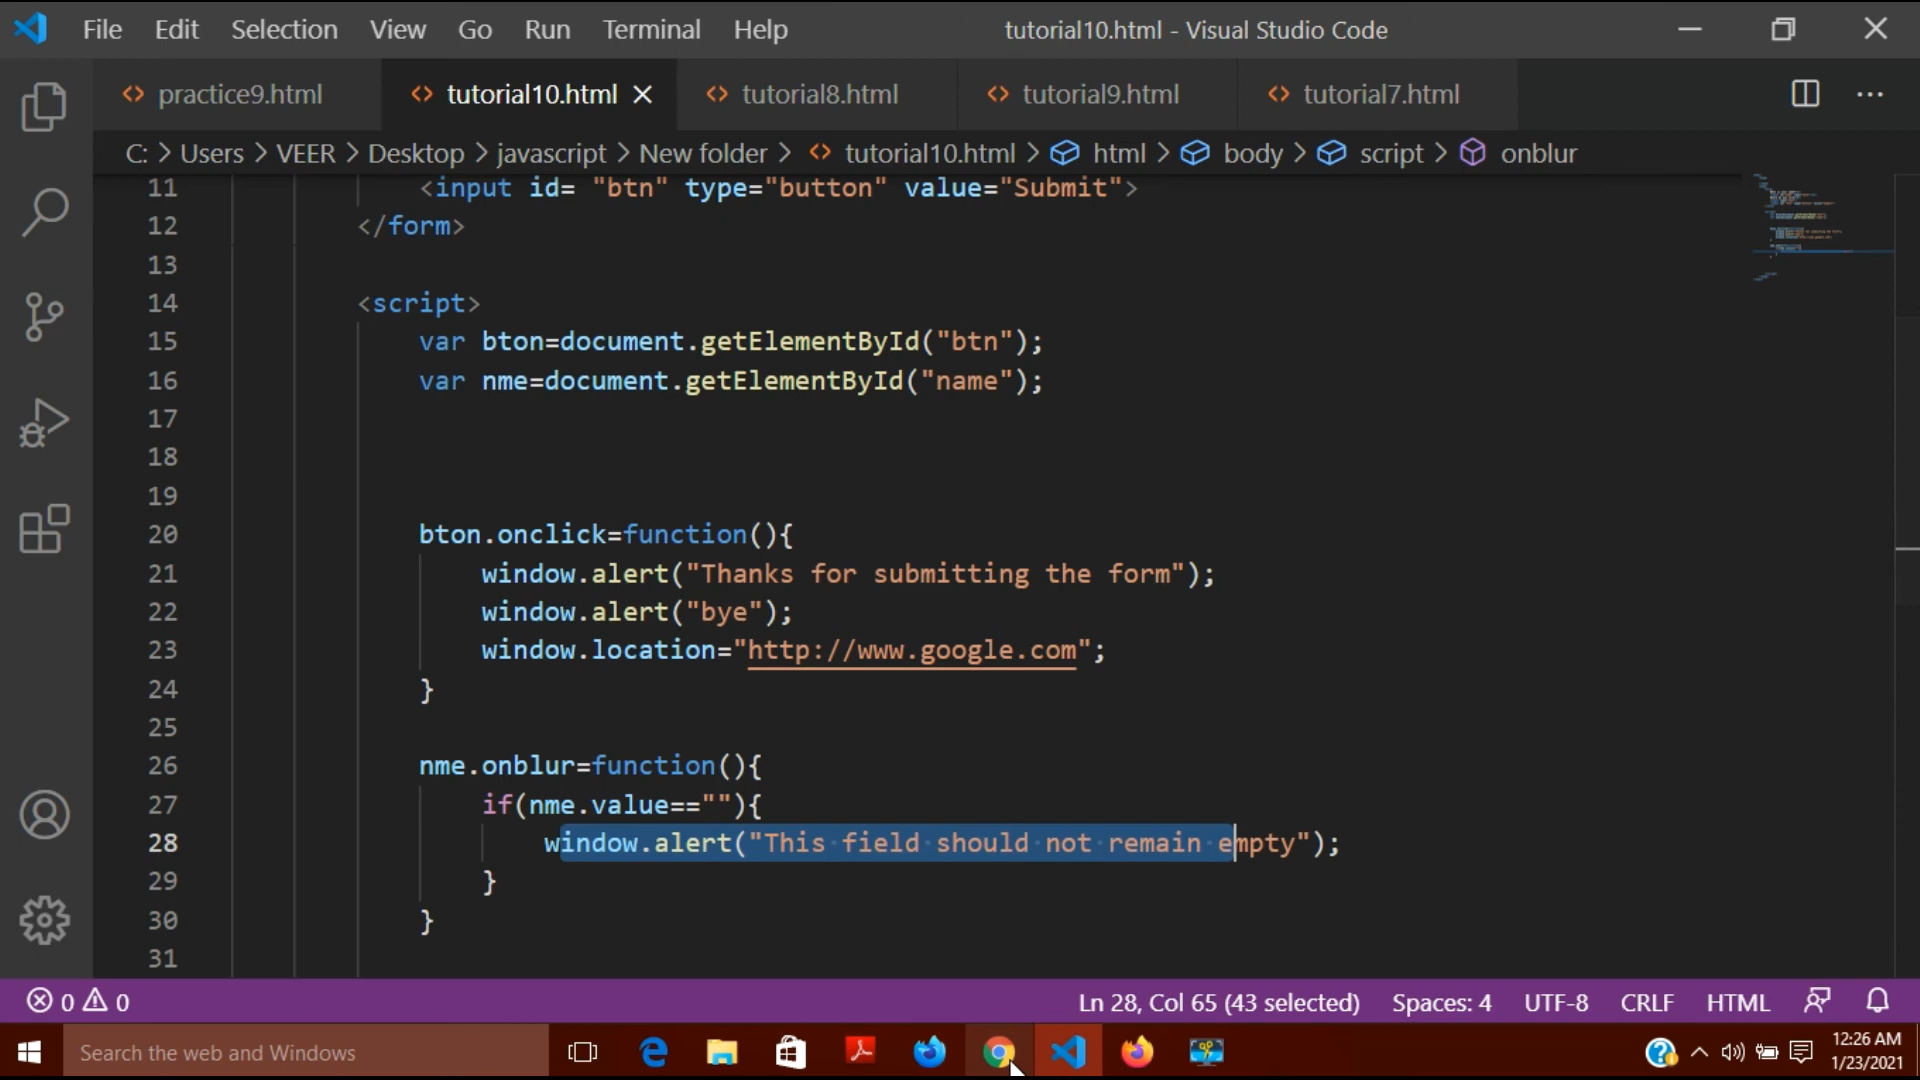 File Edit Selection View Go Run Terminal Help tutorial10.html - Visual Studio Code
practice9.html tutorial10.html tutorial8.html tutorial9.html tutorial7.html
C: > Users > VEER > Desktop > javascript > New folder > tutorial10.html > html > body > script > onblur
11 <input id= "btn" type="button" value="Submit">
12 </form>
13
14 <script>
15 var bton=document.getElementById("btn");
16 var nme=document.getElementById("name");
17
18
19
20 bton.onclick=function(){
21 window.alert("Thanks for submitting the form");
22 window.alert("bye");
23 window.location="http://www.google.com";
24 }
25
26 nme.onblur=function(){
27 if(nme.value==""){
28 window.alert("This field should not remain empty");
29 }
30 }
31
0 0 Ln 28, Col 65 (43 selected) Spaces: 4 UTF-8 CRLF HTML
Search the web and Windows
12:26 AM
1/23/2021